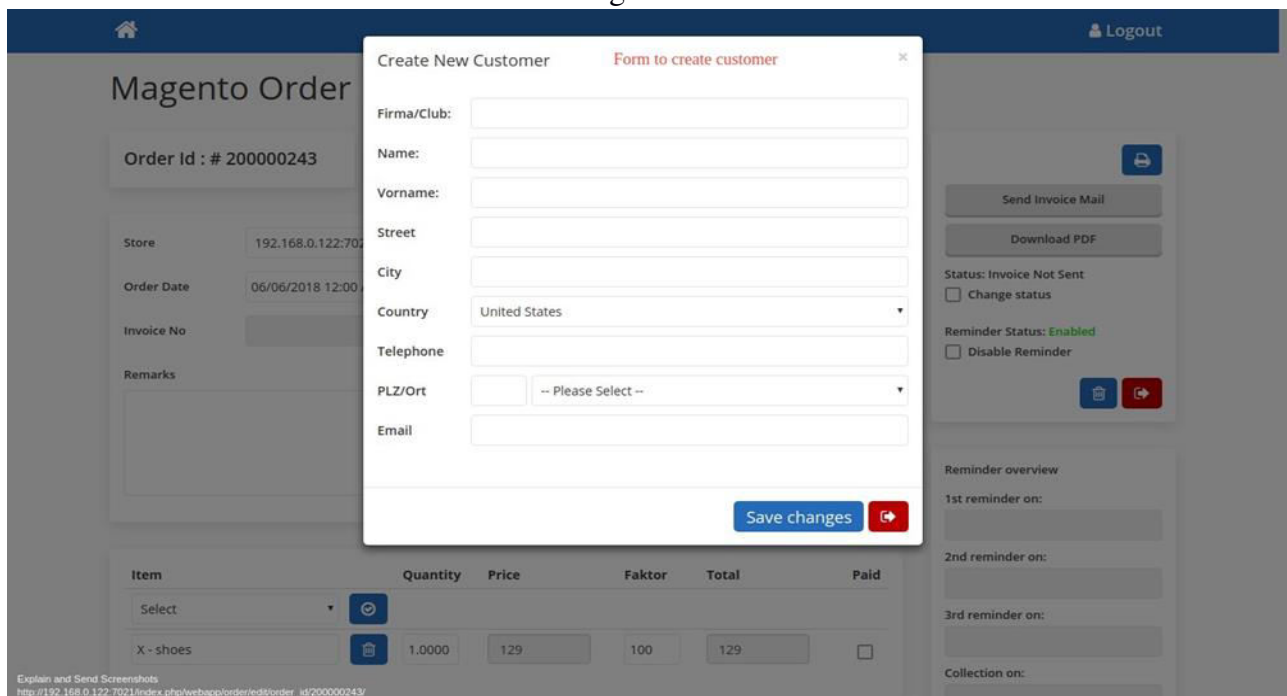 Logout
Create New Customer
Form to create customer
×
Magento Order
Firma/Club:
Order Id : # 200000243
Name:
Vorname:
Send Invoice Mail
Street
Store
192.168.0.122:702
Download PDF
City
Status: Invoice Not Sent
Order Date
06/06/2018 12:00
Change status
Country
United States
Invoice No
Reminder Status: Enabled
Telephone
Disable Reminder
Remarks
PLZ/Ort
-- Please Select --
Email
Reminder overview
1st reminder on:
Save changes
2nd reminder on:
Item Quantity Price Faktor Total Paid
Select
3rd reminder on:
X - shoes 1.0000 129 100 129
Collection on:
Explain and Send Screenshots
http://192.168.0.122:7021/index.php/webapp/order/edit/order_id/200000243/